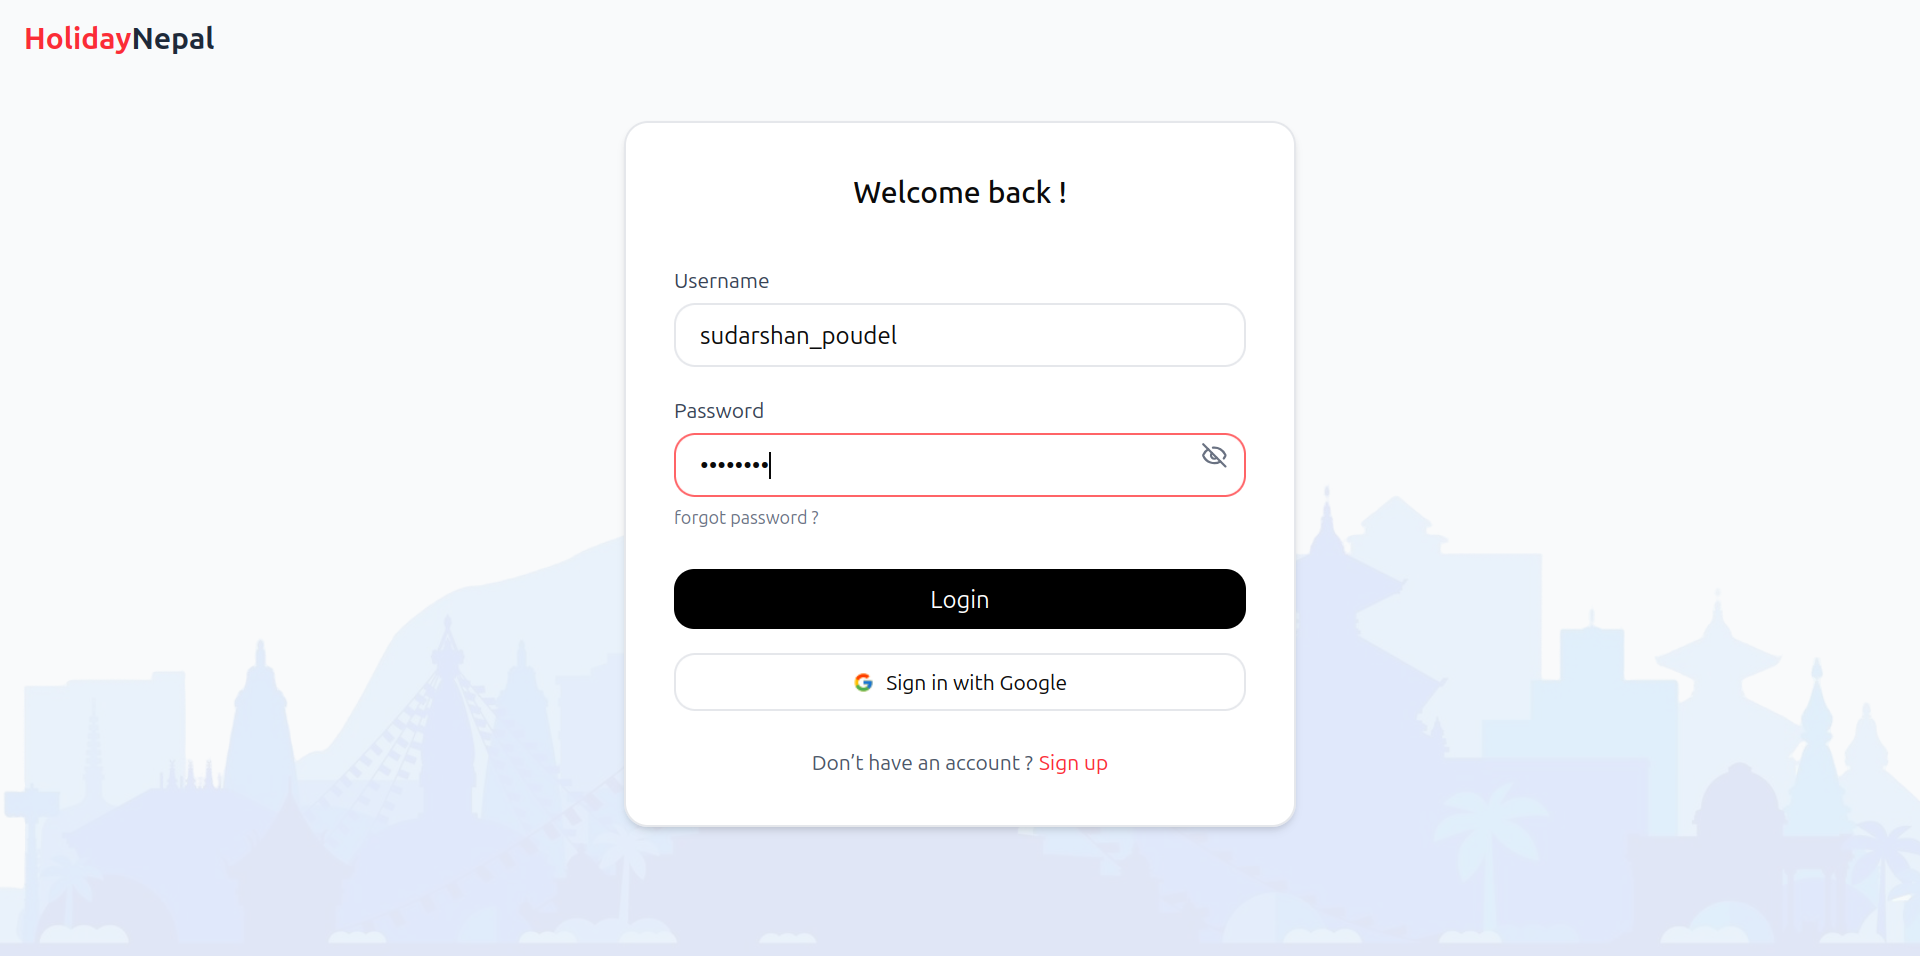 HolidayNepal
Welcome back !
Username
sudarshan_poudel
Password
••••••••
forgot password ?
Login
Sign in with Google
Don’t have an account ? Sign up